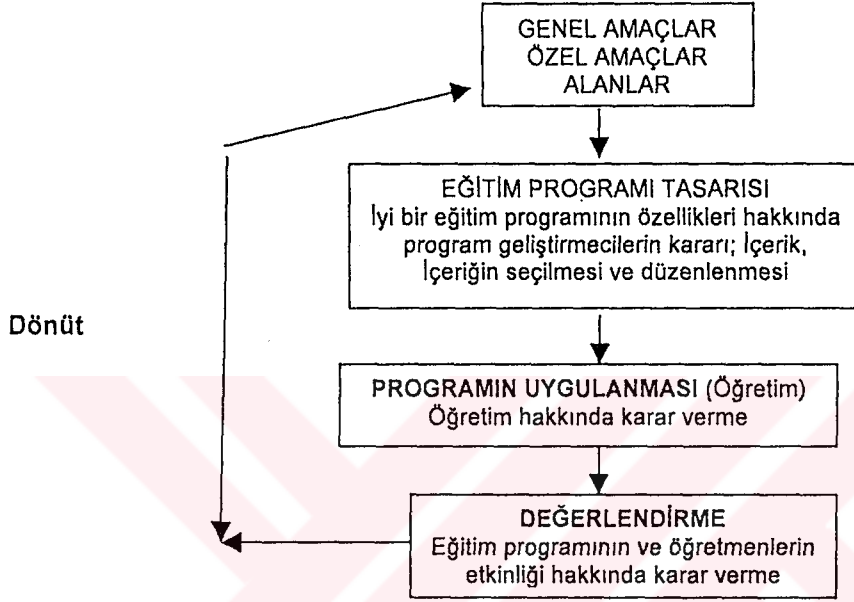 GENEL AMAÇLAR
ÖZEL AMAÇLAR
ALANLAR
EĞİTİM PROGRAMI TASARISI
İyi bir eğitim programının özellikleri hakkında
program geliştirmecilerin kararı; İçerik,
İçeriğin seçilmesi ve düzenlenmesi
Dönüt
PROGRAMIN UYGULANMASI (Öğretim)
Öğretim hakkında karar verme
DEĞERLENDİRME
Eğitim programının ve öğretmenlerin
etkinliği hakkında karar verme